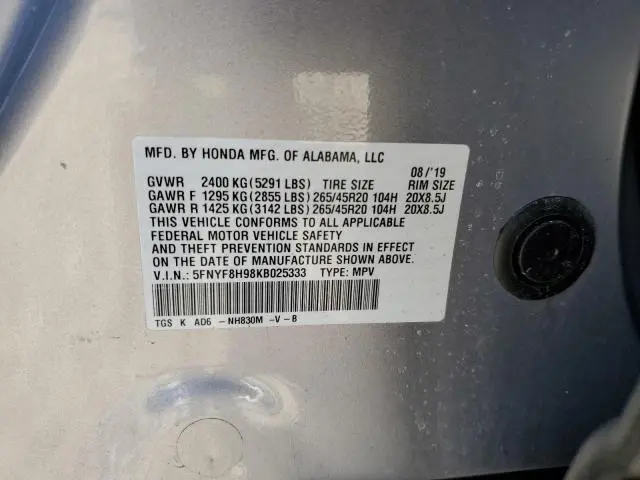 MFD. BY HONDA MFG. OF ALABAMA, LLC 08/'19
GVWR 2400 KG(5291 LBS) TIRE SIZE RIM SIZE
GAWR F 1295 KG(2855 LBS)265/45R20 104H 20X8.5J
GAWR R 1425 KG(3142 LBS)265/45R20 104H 20X8.5J
THIS VEHICLE CONFORMS TO ALL APPLICABLE
FEDERAL MOTOR VEHICLE SAFETY
AND THEFT PREVENTION STANDARDS IN EFFECT
ON THE DATE OF MANUFACTURE SHOWN ABOVE.
V.I.N.: 5FNYF8H98KB025333 TYPE: MPV
TGS K A06 -NH830M -V-B